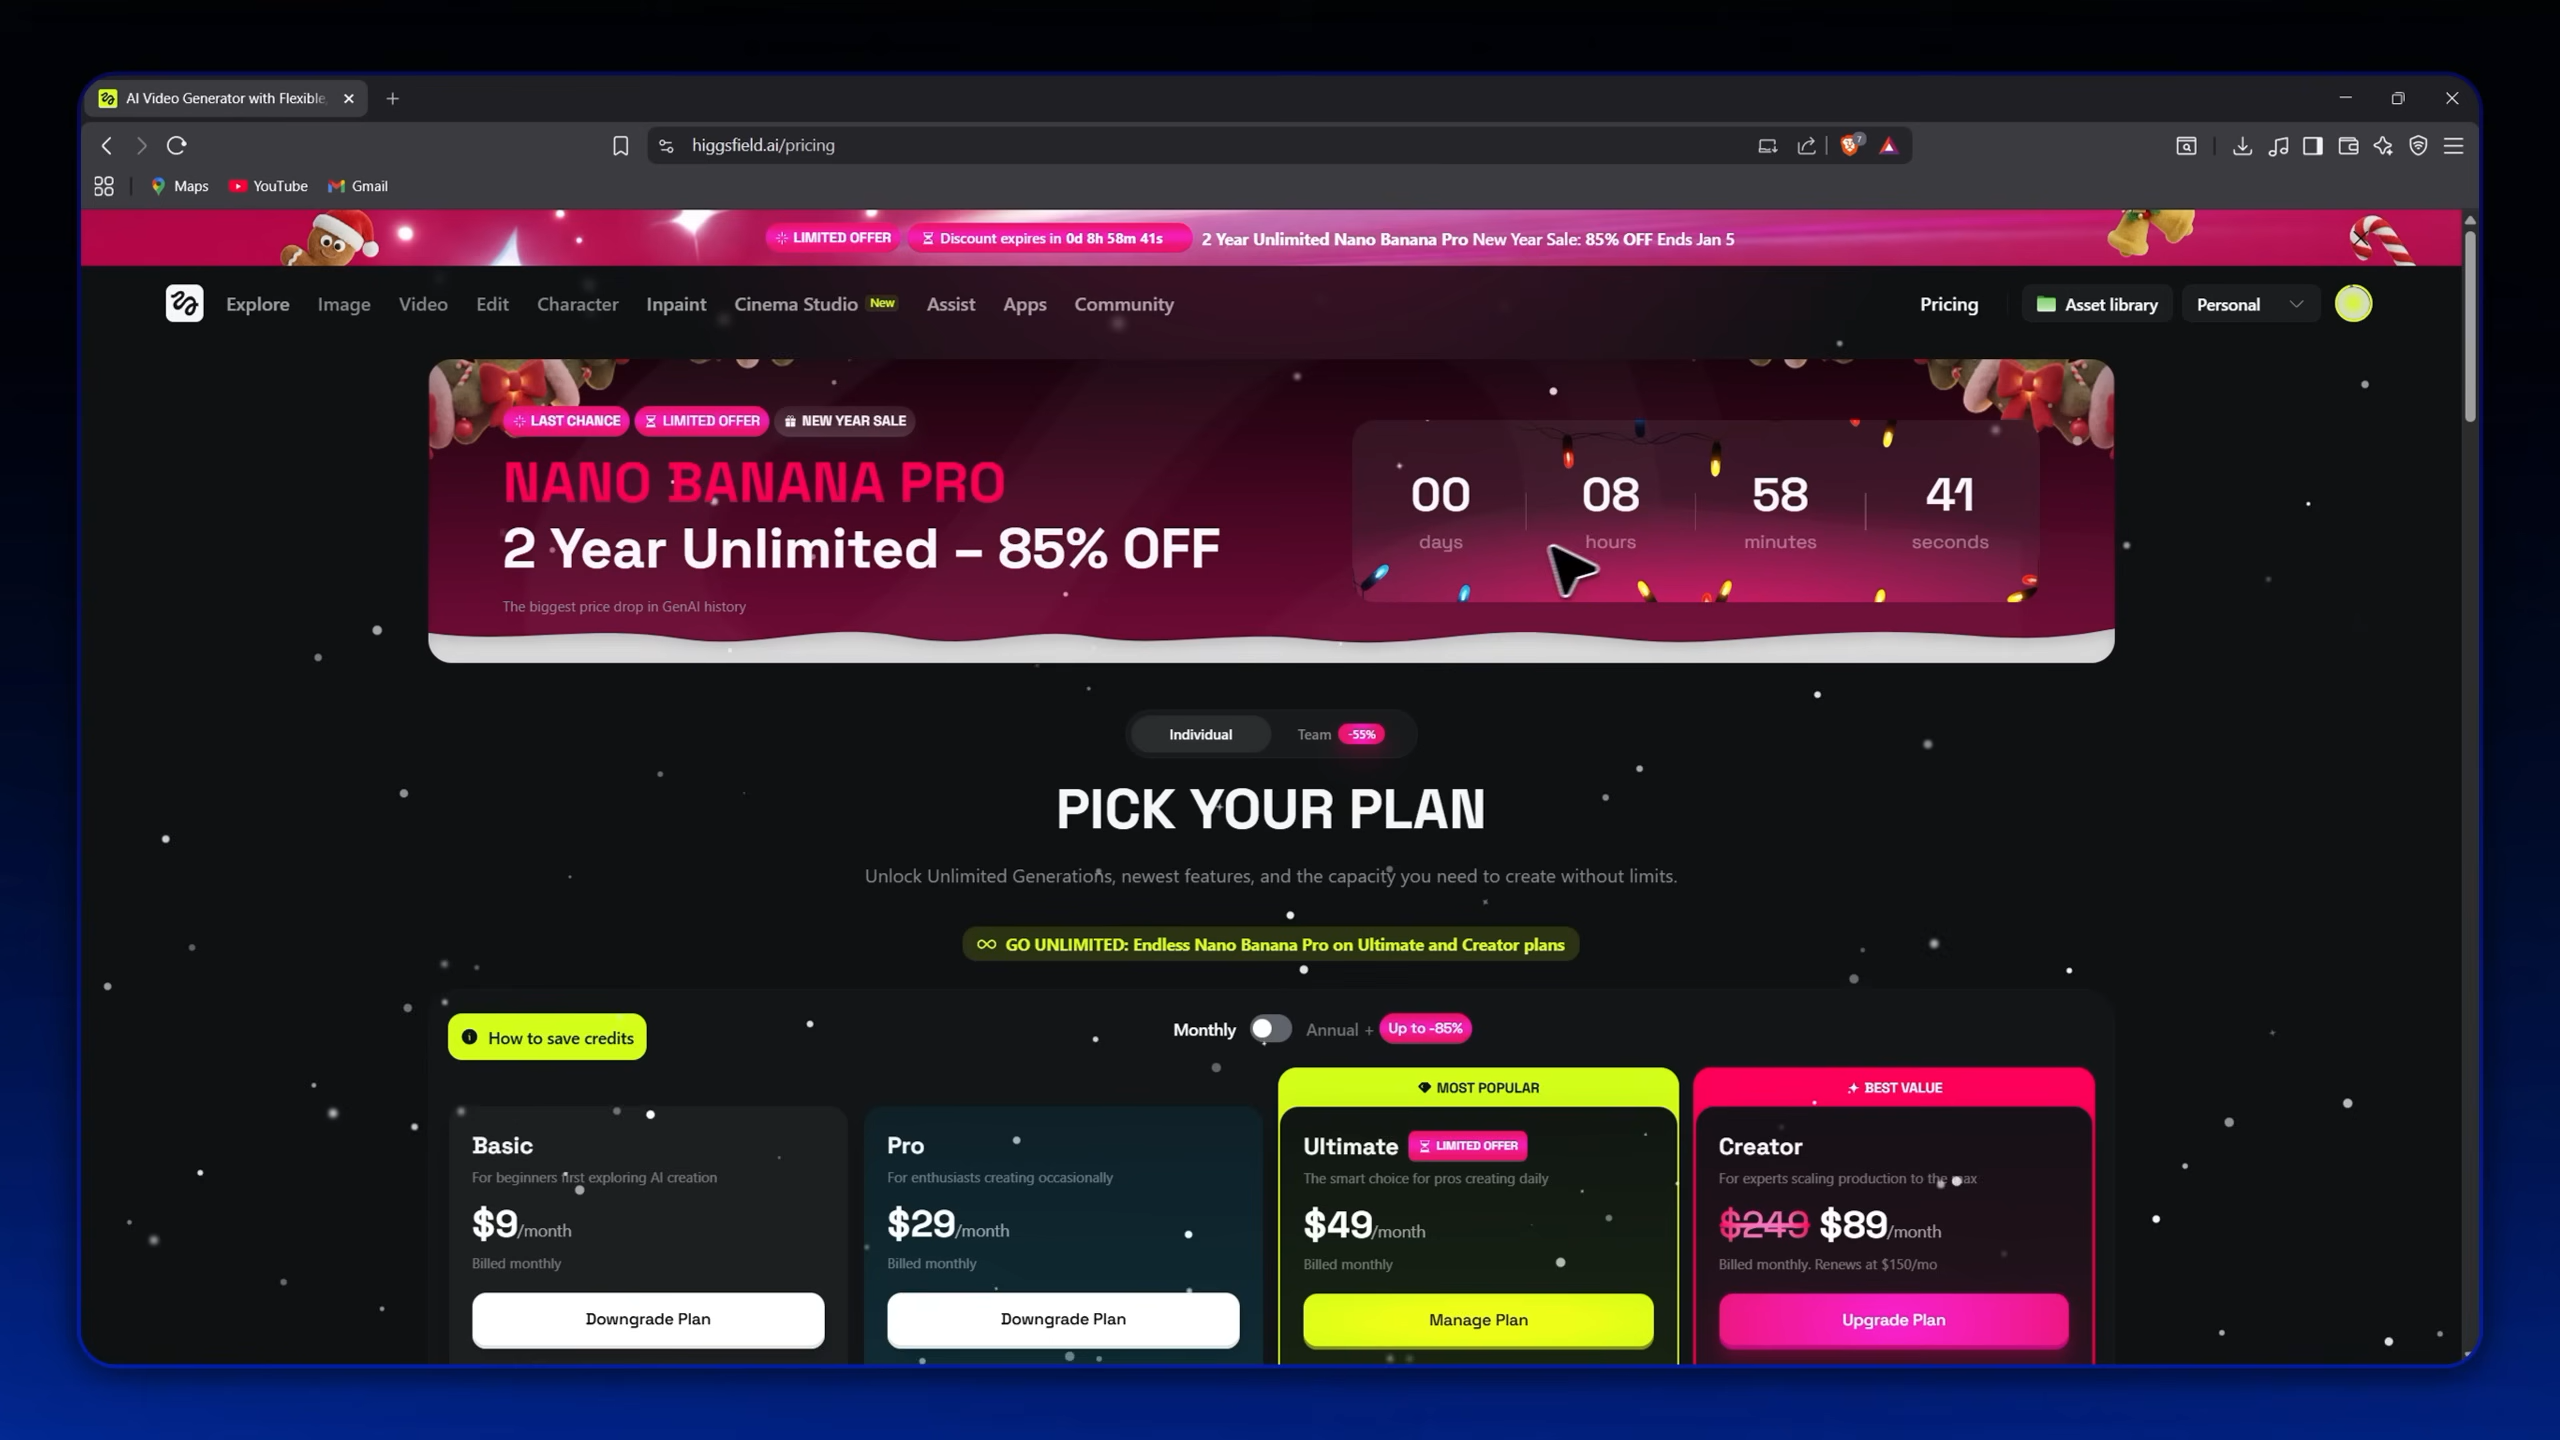 AI Video Generator with Flexible
higgsfield.ai/pricing
7
Maps
YouTube
Gmail
LIMITED OFFER
Discount expires in 0d 8h 58m 41s
2 Year Unlimited Nano Banana Pro New Year Sale: 85% OFF Ends Jan 5
Explore
Image
Video
Edit
Character
Inpaint
Cinema Studio
New
Assist
Apps
Community
Pricing
Asset library
Personal
LAST CHANCE
LIMITED OFFER
NEW YEAR SALE
NANO BANANA PRO
2 Year Unlimited – 85% OFF
The biggest price drop in GenAI history
00
08
58
41
days
hours
minutes
seconds
Individual
Team
-55%
PICK YOUR PLAN
Unlock Unlimited Generations, newest features, and the capacity you need to create without limits.
GO UNLIMITED: Endless Nano Banana Pro on Ultimate and Creator plans
How to save credits
Monthly
Annual +
Up to -85%
Basic
For beginners first exploring AI creation
$9/month
Billed monthly
Downgrade Plan
Pro
For enthusiasts creating occasionally
$29/month
Billed monthly
Downgrade Plan
MOST POPULAR
Ultimate
LIMITED OFFER
The smart choice for pros creating daily
$49/month
Billed monthly
Manage Plan
BEST VALUE
Creator
For experts scaling production to the max
$249 $89/month
Billed monthly. Renews at $150/mo
Upgrade Plan